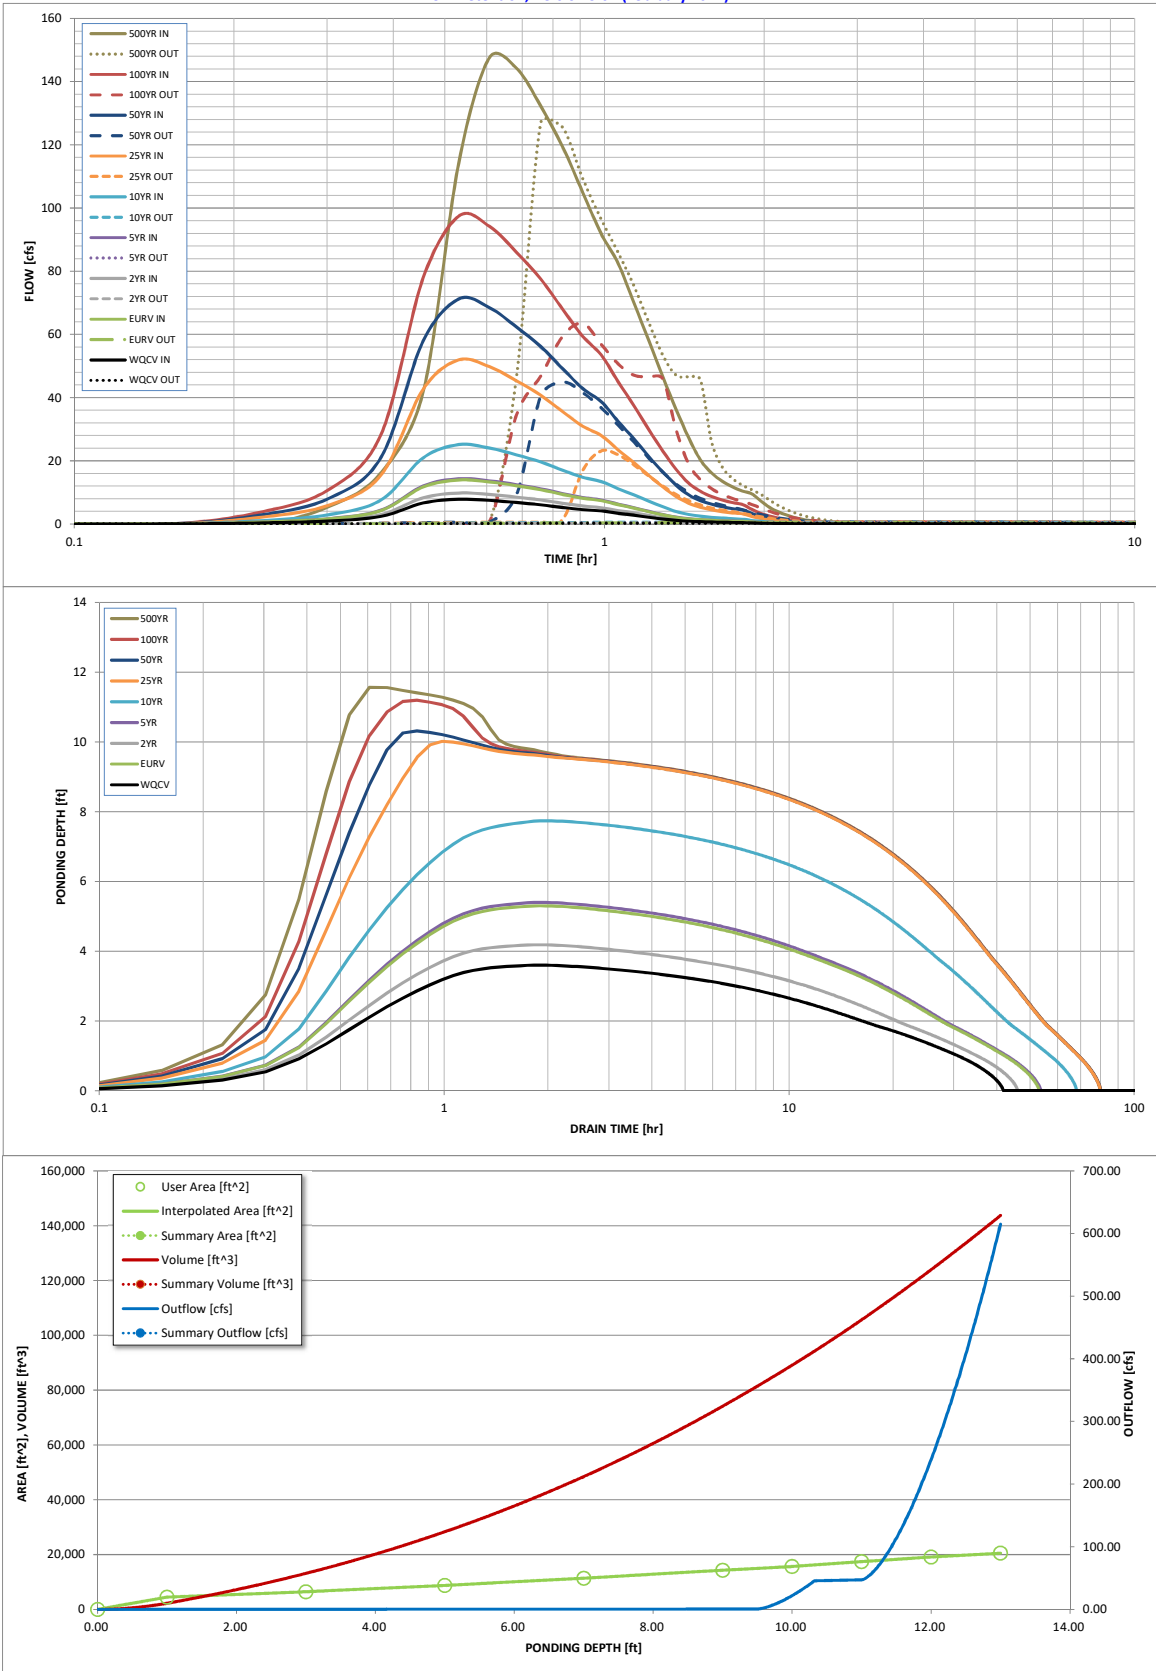 160
140
120
100
80
60
40
20
0
FLOW [cfs]
500YR IN
500YR OUT
100YR IN
100YR OUT
50YR IN
50YR OUT
25YR IN
25YR OUT
10YR IN
10YR OUT
5YR IN
5YR OUT
2YR IN
2YR OUT
EURV IN
EURV OUT
WQCV IN
WQCV OUT
0.1
1
10
TIME [hr]
14
12
10
8
6
4
2
0
PONDING DEPTH [ft]
500YR
100YR
50YR
25YR
10YR
5YR
2YR
EURV
WQCV
0.1
1
10
100
DRAIN TIME [hr]
160,000
140,000
120,000
100,000
80,000
60,000
40,000
20,000
0
AREA [ft^2], VOLUME [ft^3]
User Area [ft^2]
Interpolated Area [ft^2]
Summary Area [ft^2]
Volume [ft^3]
Summary Volume [ft^3]
Outflow [cfs]
Summary Outflow [cfs]
700.00
600.00
500.00
400.00
300.00
200.00
100.00
0.00
OUTFLOW [cfs]
0.00
2.00
4.00
6.00
8.00
10.00
12.00
14.00
PONDING DEPTH [ft]